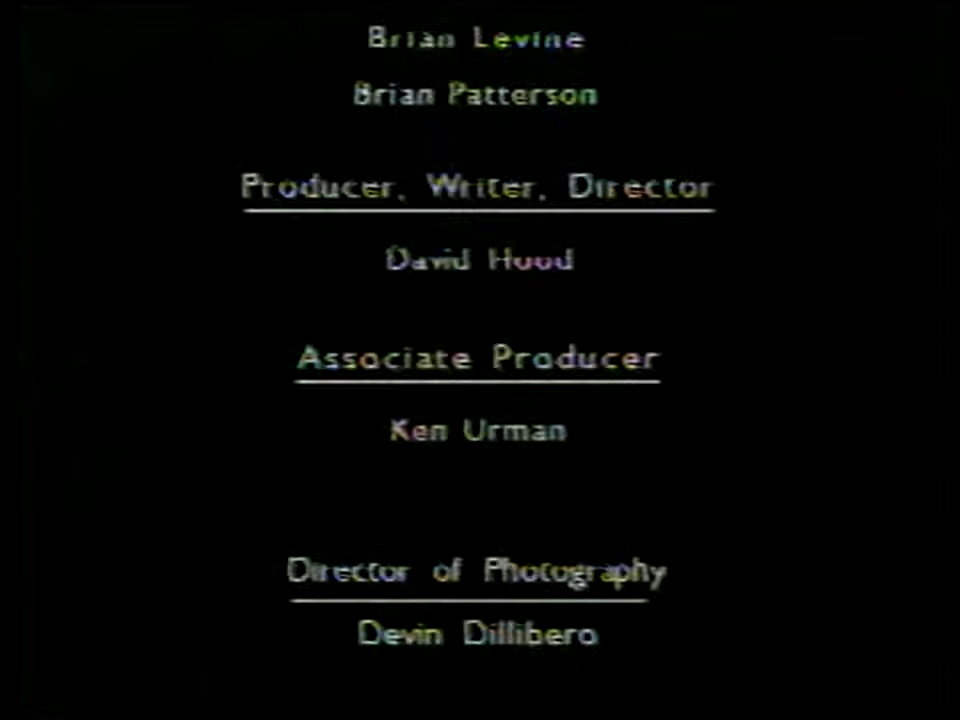 Brian Levine
Brian Patterson
Producer, Writer, Director
David Hood
Associate Producer
Ken Urman
Director of Photography
Devin Dillibero